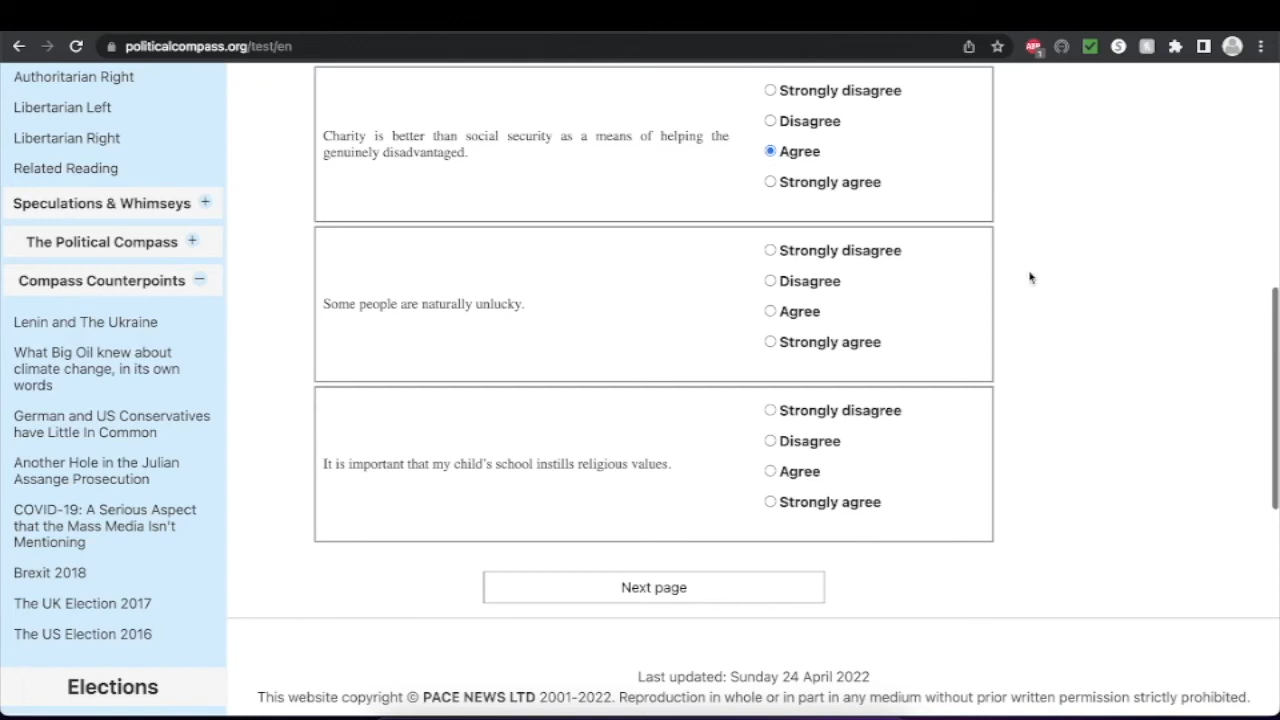 politicalcompass.org/test/en
Authoritarian Right
Libertarian Left
Libertarian Right
Related Reading
Speculations & Whimseys +
The Political Compass +
Compass Counterpoints −
Lenin and The Ukraine
What Big Oil knew about
climate change, in its own
words
German and US Conservatives
have Little In Common
Another Hole in the Julian
Assange Prosecution
COVID-19: A Serious Aspect
that the Mass Media Isn't
Mentioning
Brexit 2018
The UK Election 2017
The US Election 2016
Elections
Charity is better than social security as a means of helping the
genuinely disadvantaged.
Strongly disagree
Disagree
Agree
Strongly agree
Some people are naturally unlucky.
Strongly disagree
Disagree
Agree
Strongly agree
It is important that my child's school instills religious values.
Strongly disagree
Disagree
Agree
Strongly agree
Next page
Last updated: Sunday 24 April 2022
This website copyright © PACE NEWS LTD 2001-2022. Reproduction in whole or in part in any medium without prior written permission strictly prohibited.
ABP
1
S